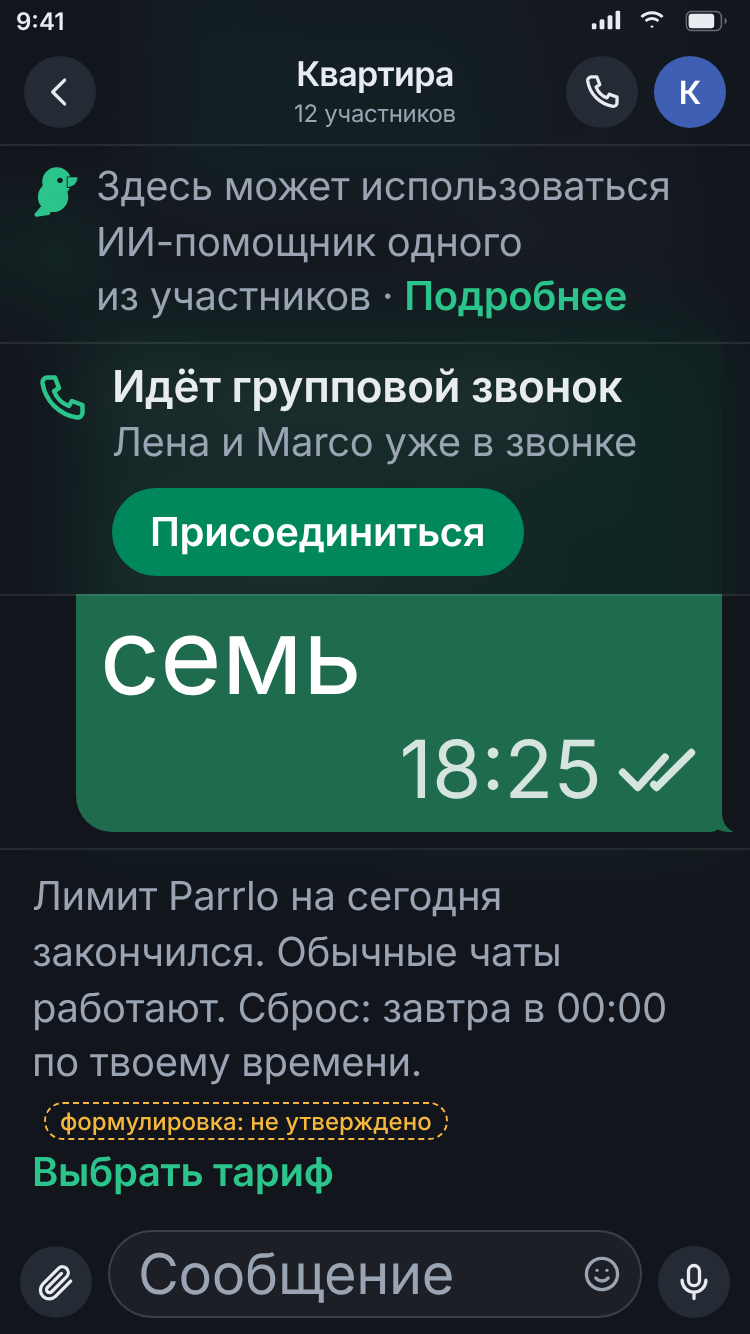 9:41
Квартира
12 участников
К
Здесь может использоваться
ИИ-помощник одного
из участников · Подробнее
Идёт групповой звонок
Лена и Marco уже в звонке
Присоединиться
семь
18:25
Лимит Parrlo на сегодня
закончился. Обычные чаты
работают. Сброс: завтра в 00:00
по твоему времени.
формулировка: не утверждено
Выбрать тариф
Сообщение